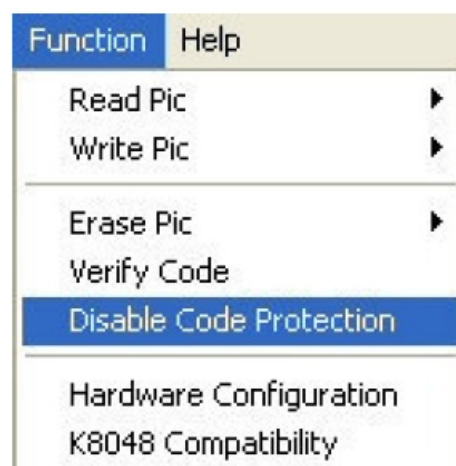 Function Help
Read Pic
Write Pic
Erase Pic
Verify Code
Disable Code Protection
Hardware Configuration
K8048 Compatibility